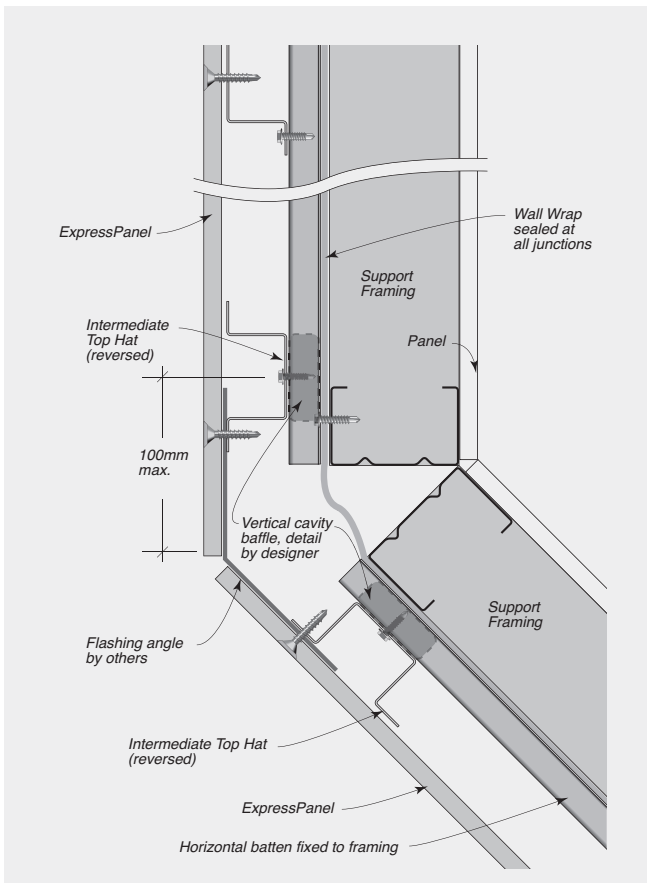 Wall Wrap
sealed at
all junctions
ExpressPanel
Support
Framing
Intermediate
Top Hat
(reversed)
Panel
100mm
max.
Vertical cavity
baffle, detail
by designer
Support
Framing
Flashing angle
by others
Intermediate Top Hat
(reversed)
ExpressPanel
Horizontal batten fixed to framing